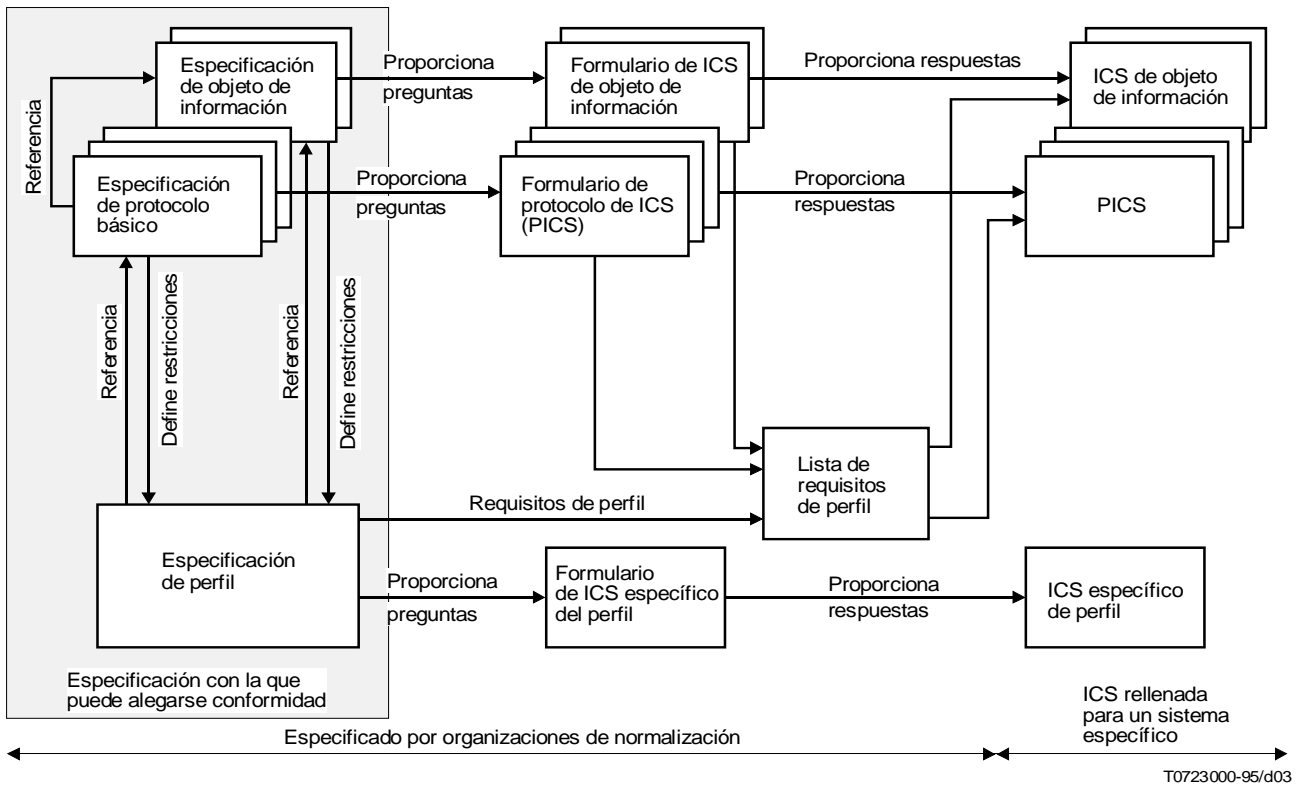 Especificación
de objeto de
información
Proporciona
preguntas
Formulario de ICS
de objeto de
información
Proporciona respuestas
ICS de objeto
de información
Referencia
Especificación
de protocolo
básico
Proporciona
preguntas
Formulario de
protocolo de ICS
(PICS)
Proporciona
respuestas
PICS
Referencia
Define restricciones
Referencia
Define restricciones
Lista de
requisitos
de perfil
Requisitos de perfil
Especificación
de perfil
Proporciona
preguntas
Formulario
de ICS específico
del perfil
Proporciona
respuestas
ICS específico
de perfil
Especificación con la que
puede alegarse conformidad
ICS rellenada
para un sistema
específico
Especificado por organizaciones de normalización
T0723000-95/d03